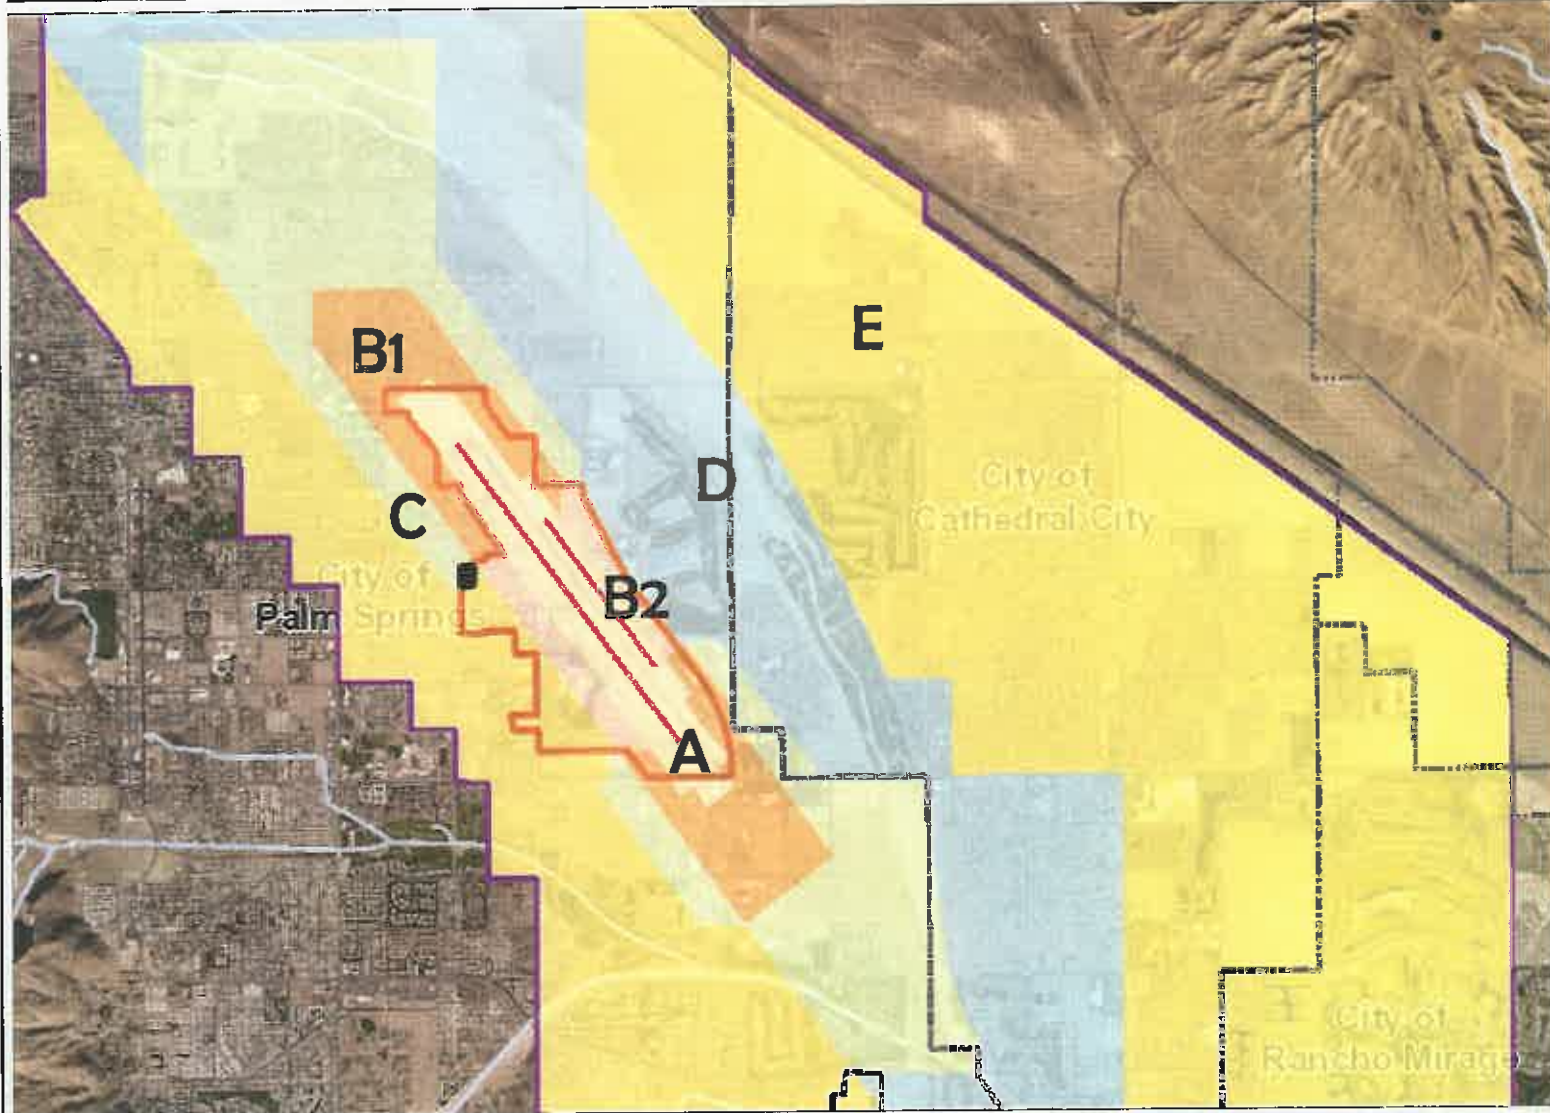 E
B1
City of
Cathedral City
D
C
City of
Palm Springs
B2
A
City of
Rancho Mirage